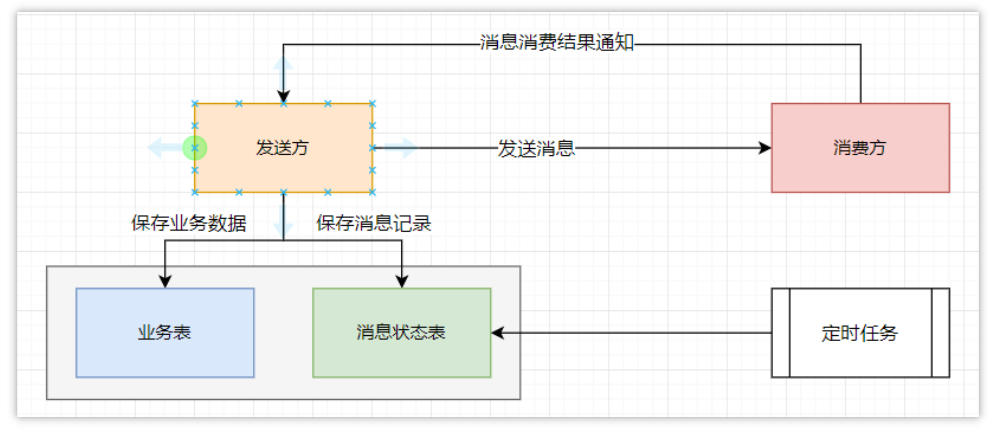 消息消费结果通知
发送方
发送消息
消费方
保存业务数据
保存消息记录
业务表
消息状态表
定时任务